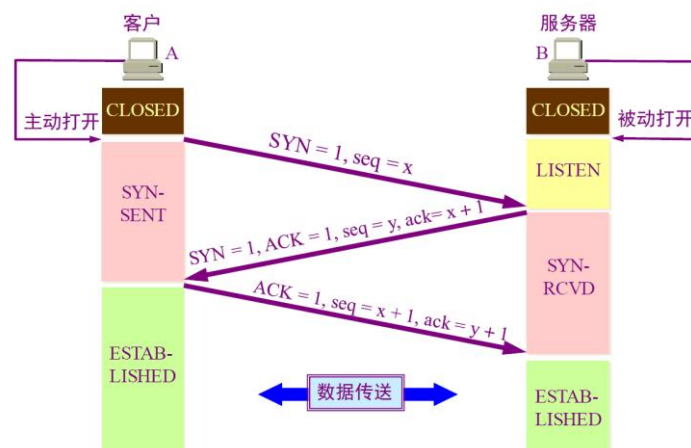 客户
服务器
A
B
CLOSED
CLOSED
主动打开
被动打开
SYN = 1, seq = x
LISTEN
SYN-
SENT
SYN = 1, ACK = 1, seq = y, ack= x + 1
SYN-
RCVD
ACK = 1, seq = x + 1, ack = y + 1
ESTAB-
LISHED
数据传送
ESTAB-
LISHED